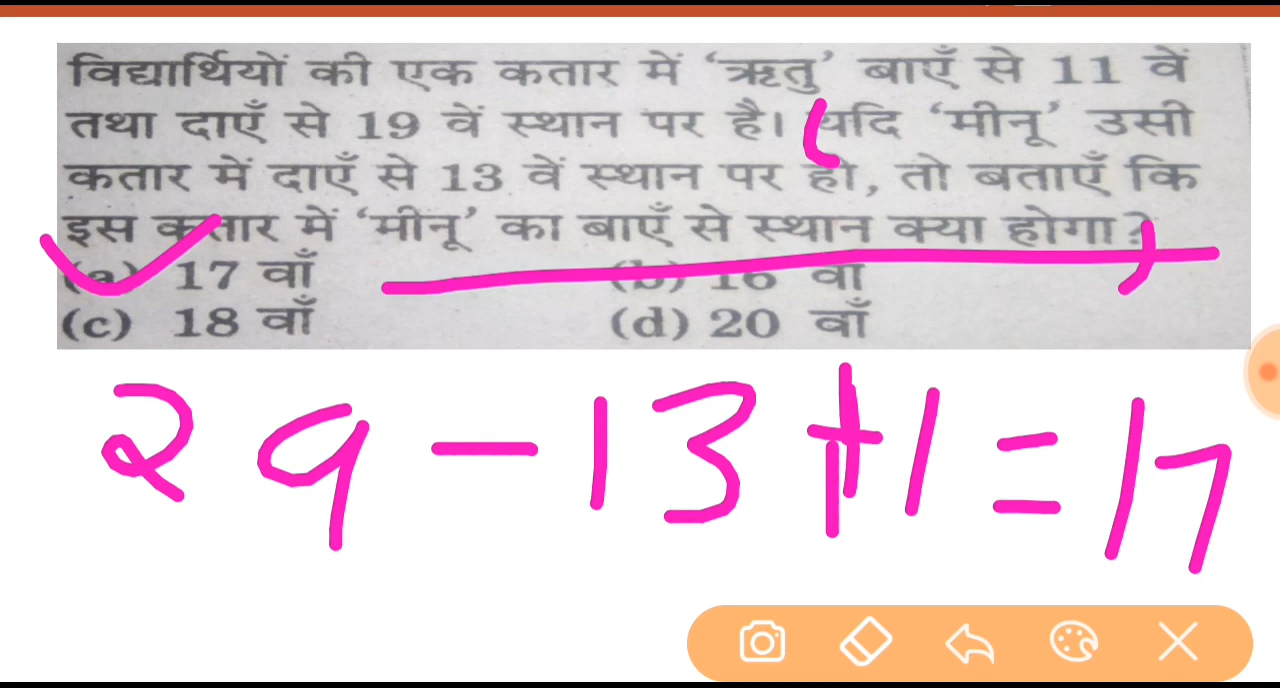 विद्यार्थियों की एक कतार में ‘ऋतु’ बाएँ से 11 वें
तथा दाएँ से 19 वें स्थान पर है। यदि ‘मीनू’ उसी
कतार में दाएँ से 13 वें स्थान पर हो, तो बताएँ कि
इस कतार में ‘मीनू’ का बाएँ से स्थान क्या होगा?
(a) 17 वाँ (b) 16 वाँ
(c) 18 वाँ (d) 20 वाँ
29 - 13 + 1 = 17